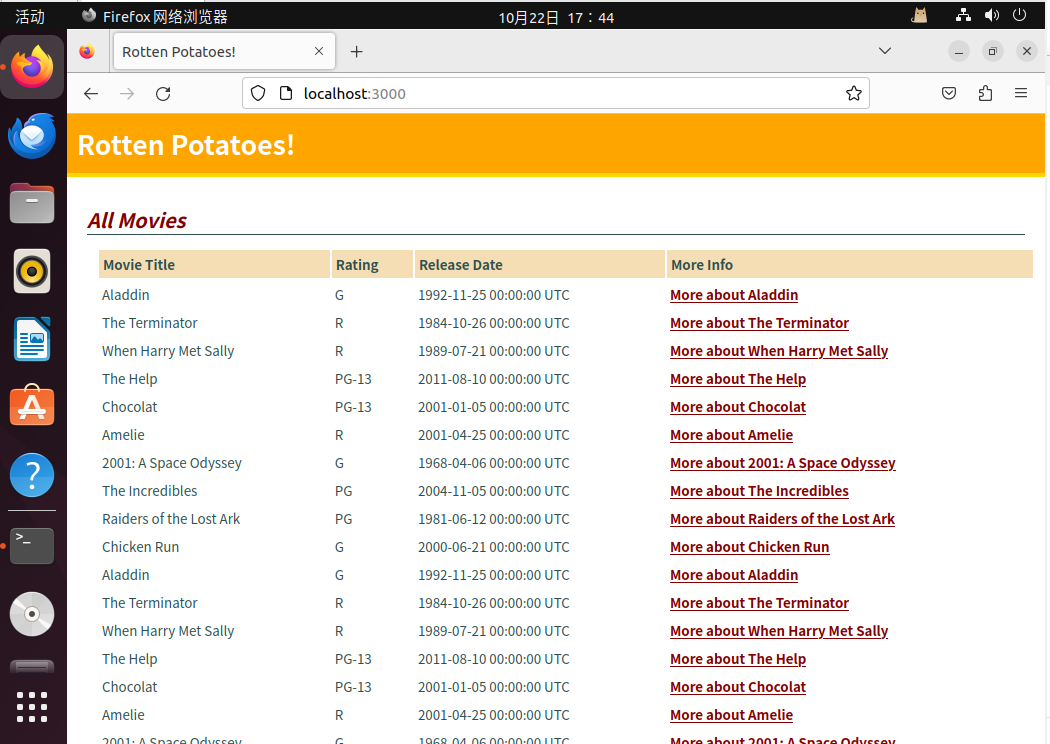 活动 Firefox 网络浏览器 10月22日 17：44
Rotten Potatoes!
localhost:3000
Rotten Potatoes!
All Movies
Movie Title Rating Release Date More Info
Aladdin G 1992-11-25 00:00:00 UTC More about Aladdin
The Terminator R 1984-10-26 00:00:00 UTC More about The Terminator
When Harry Met Sally R 1989-07-21 00:00:00 UTC More about When Harry Met Sally
The Help PG-13 2011-08-10 00:00:00 UTC More about The Help
Chocolat PG-13 2001-01-05 00:00:00 UTC More about Chocolat
Amelie R 2001-04-25 00:00:00 UTC More about Amelie
2001: A Space Odyssey G 1968-04-06 00:00:00 UTC More about 2001: A Space Odyssey
The Incredibles PG 2004-11-05 00:00:00 UTC More about The Incredibles
Raiders of the Lost Ark PG 1981-06-12 00:00:00 UTC More about Raiders of the Lost Ark
Chicken Run G 2000-06-21 00:00:00 UTC More about Chicken Run
Aladdin G 1992-11-25 00:00:00 UTC More about Aladdin
The Terminator R 1984-10-26 00:00:00 UTC More about The Terminator
When Harry Met Sally R 1989-07-21 00:00:00 UTC More about When Harry Met Sally
The Help PG-13 2011-08-10 00:00:00 UTC More about The Help
Chocolat PG-13 2001-01-05 00:00:00 UTC More about Chocolat
Amelie R 2001-04-25 00:00:00 UTC More about Amelie
2001: A Space Odyssey G 1968-04-06 00:00:00 UTC More about 2001: A Space Odyssey